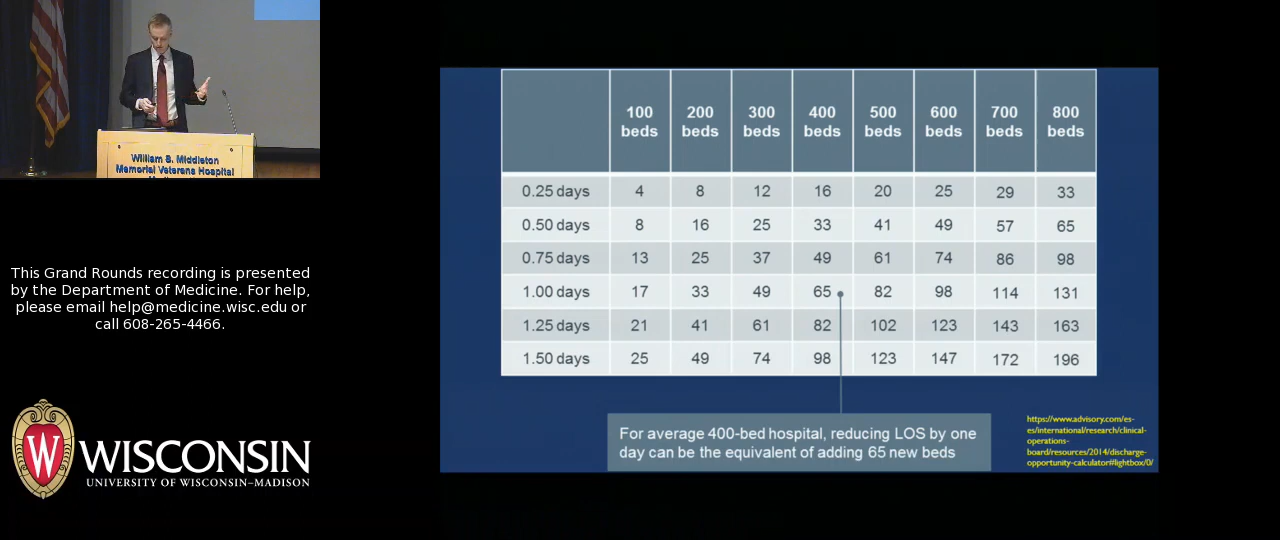 William S. Middleton
Memorial Veterans Hospital
This Grand Rounds recording is presented
by the Department of Medicine. For help,
please email help@medicine.wisc.edu or
call 608-265-4466.
W
WISCONSIN
UNIVERSITY OF WISCONSIN–MADISON
100 beds 200 beds 300 beds 400 beds 500 beds 600 beds 700 beds 800 beds
0.25 days 4 8 12 16 20 25 29 33
0.50 days 8 16 25 33 41 49 57 65
0.75 days 13 25 37 49 61 74 86 98
1.00 days 17 33 49 65 82 98 114 131
1.25 days 21 41 61 82 102 123 143 163
1.50 days 25 49 74 98 123 147 172 196
For average 400-bed hospital, reducing LOS by one
day can be the equivalent of adding 65 new beds
https://www.advisory.com/es-
es/international/research/clinical-
operations-
board/resources/2014/discharge-
opportunity-calculator#lightbox/0/